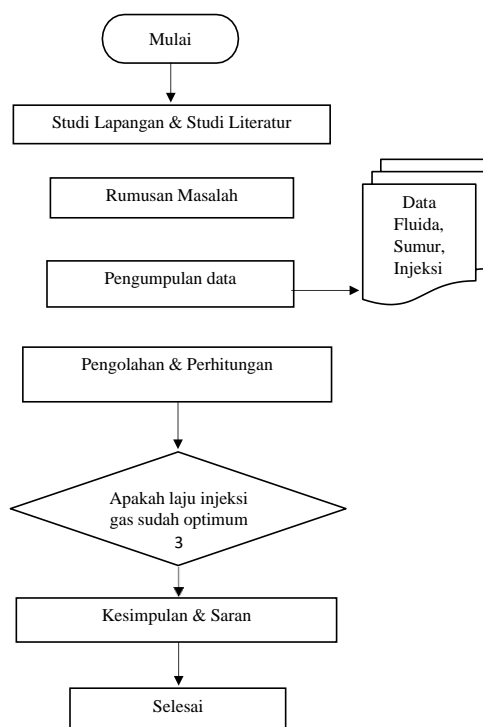 Mulai
Studi Lapangan & Studi Literatur
Rumusan Masalah
Data
Fluida,
Sumur,
Injeksi
Pengumpulan data
Pengolahan & Perhitungan
Apakah laju injeksi
gas sudah optimum
3
Kesimpulan & Saran
Selesai